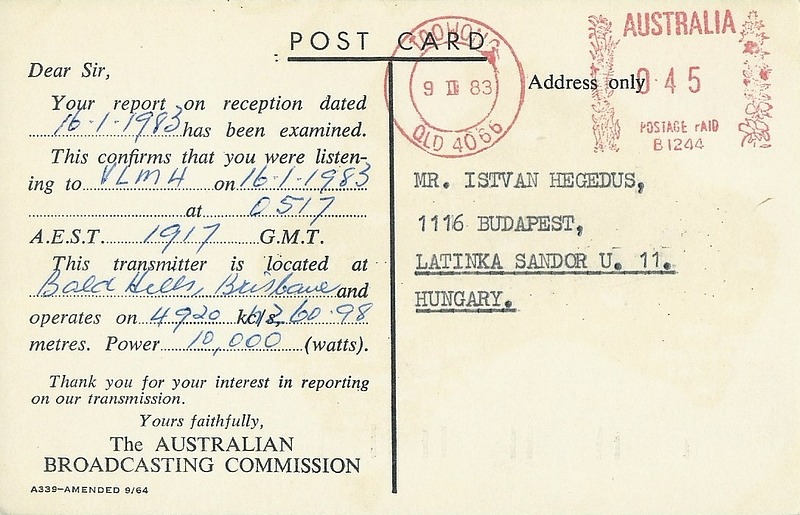 POST CARD
Dear Sir,
Your report on reception dated
16-1-1983 has been examined.
This confirms that you were listen-
ing to VLM4 on 16-1-1983
at 0517
A.E.S.T. 1917 G.M.T.
This transmitter is located at
Bald Hills, Brisbane and
operates on 4920 kc/s, 60.98
metres. Power 10,000 (watts).
Thank you for your interest in reporting
on our transmission.
Yours faithfully,
The AUSTRALIAN
BROADCASTING COMMISSION
A339—AMENDED 9/64
TOOWONG
9 II 83
QLD 4066
Address only
AUSTRALIA
045
POSTAGE PAID
B1244
MR. ISTVAN HEGEDUS,
1116 BUDAPEST,
LATINKA SANDOR U. 11.
HUNGARY.